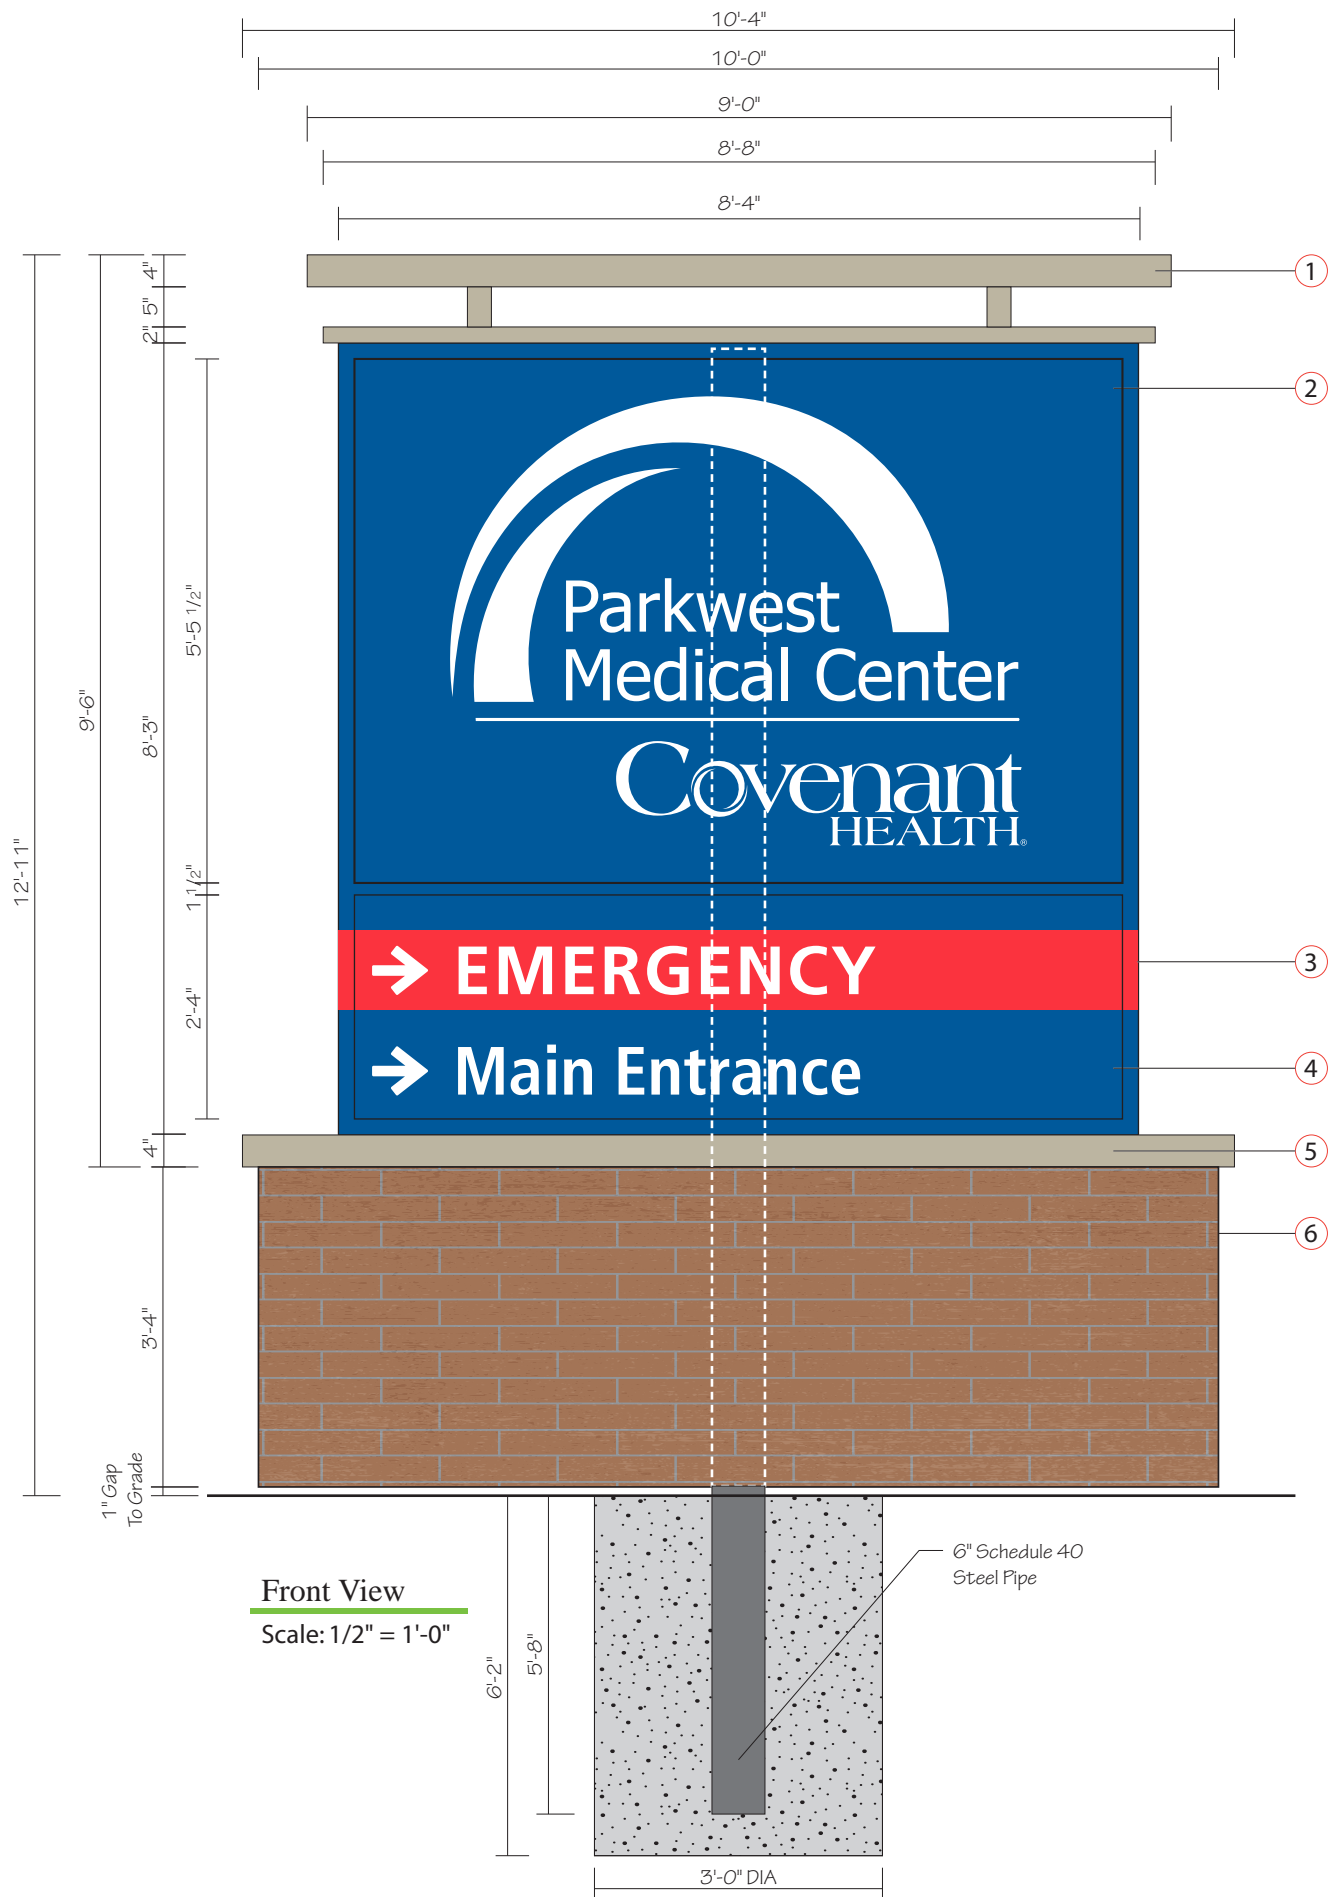 10'-4"
10'-0"
9'-0"
8'-8"
8'-4"
4"
5"
2"
1
2
5'-5 1/2"
9'-6"
8'-3"
12'-11"
Parkwest
Medical Center
Covenant
HEALTH®
1 1/2"
EMERGENCY
3
2'-4"
Main Entrance
4
4"
5
6
3'-4"
1" Gap
To Grade
6" Schedule 40
Steel Pipe
Front View
Scale: 1/2" = 1'-0"
6'-2"
5'-8"
3'-0" DIA